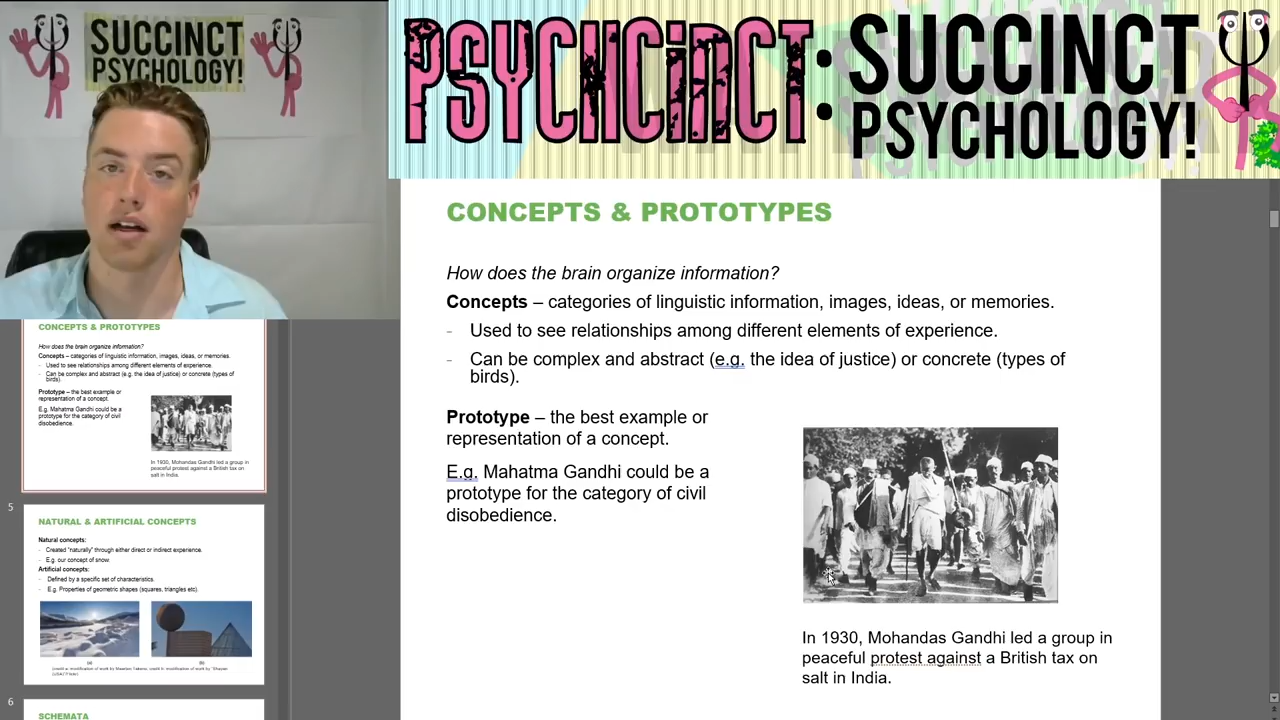 SUCCINCT
PSYCHOLOGY!
PSYCHCINCT:
SUCCINCT
PSYCHOLOGY!
CONCEPTS & PROTOTYPES
How does the brain organize information?
Concepts – categories of linguistic information, images, ideas, or memories.
- Used to see relationships among different elements of experience.
- Can be complex and abstract (e.g. the idea of justice) or concrete (types of
birds).
Prototype – the best example or
representation of a concept.
E.g. Mahatma Gandhi could be a
prototype for the category of civil
disobedience.
In 1930, Mohandas Gandhi led a group in
peaceful protest against a British tax on
salt in India.
CONCEPTS & PROTOTYPES
How does the brain organize information?
Concepts – categories of linguistic information, images, ideas, or memories.
- Used to see relationships among different elements of experience.
- Can be complex and abstract (e.g. the idea of justice) or concrete (types of
birds).
Prototype – the best example or
representation of a concept.
E.g. Mahatma Gandhi could be a
prototype for the category of civil
disobedience.
In 1930, Mohandas Gandhi led a group in
peaceful protest against a British tax on
salt in India.
5
NATURAL & ARTIFICIAL CONCEPTS
Natural concepts:
- Created "naturally" through either direct or indirect experience.
- E.g. our concept of snow.
Artificial concepts:
- Defined by a specific set of characteristics.
- E.g. Properties of geometric shapes (squares, triangles etc).
(a)
(b)
6
SCHEMATA